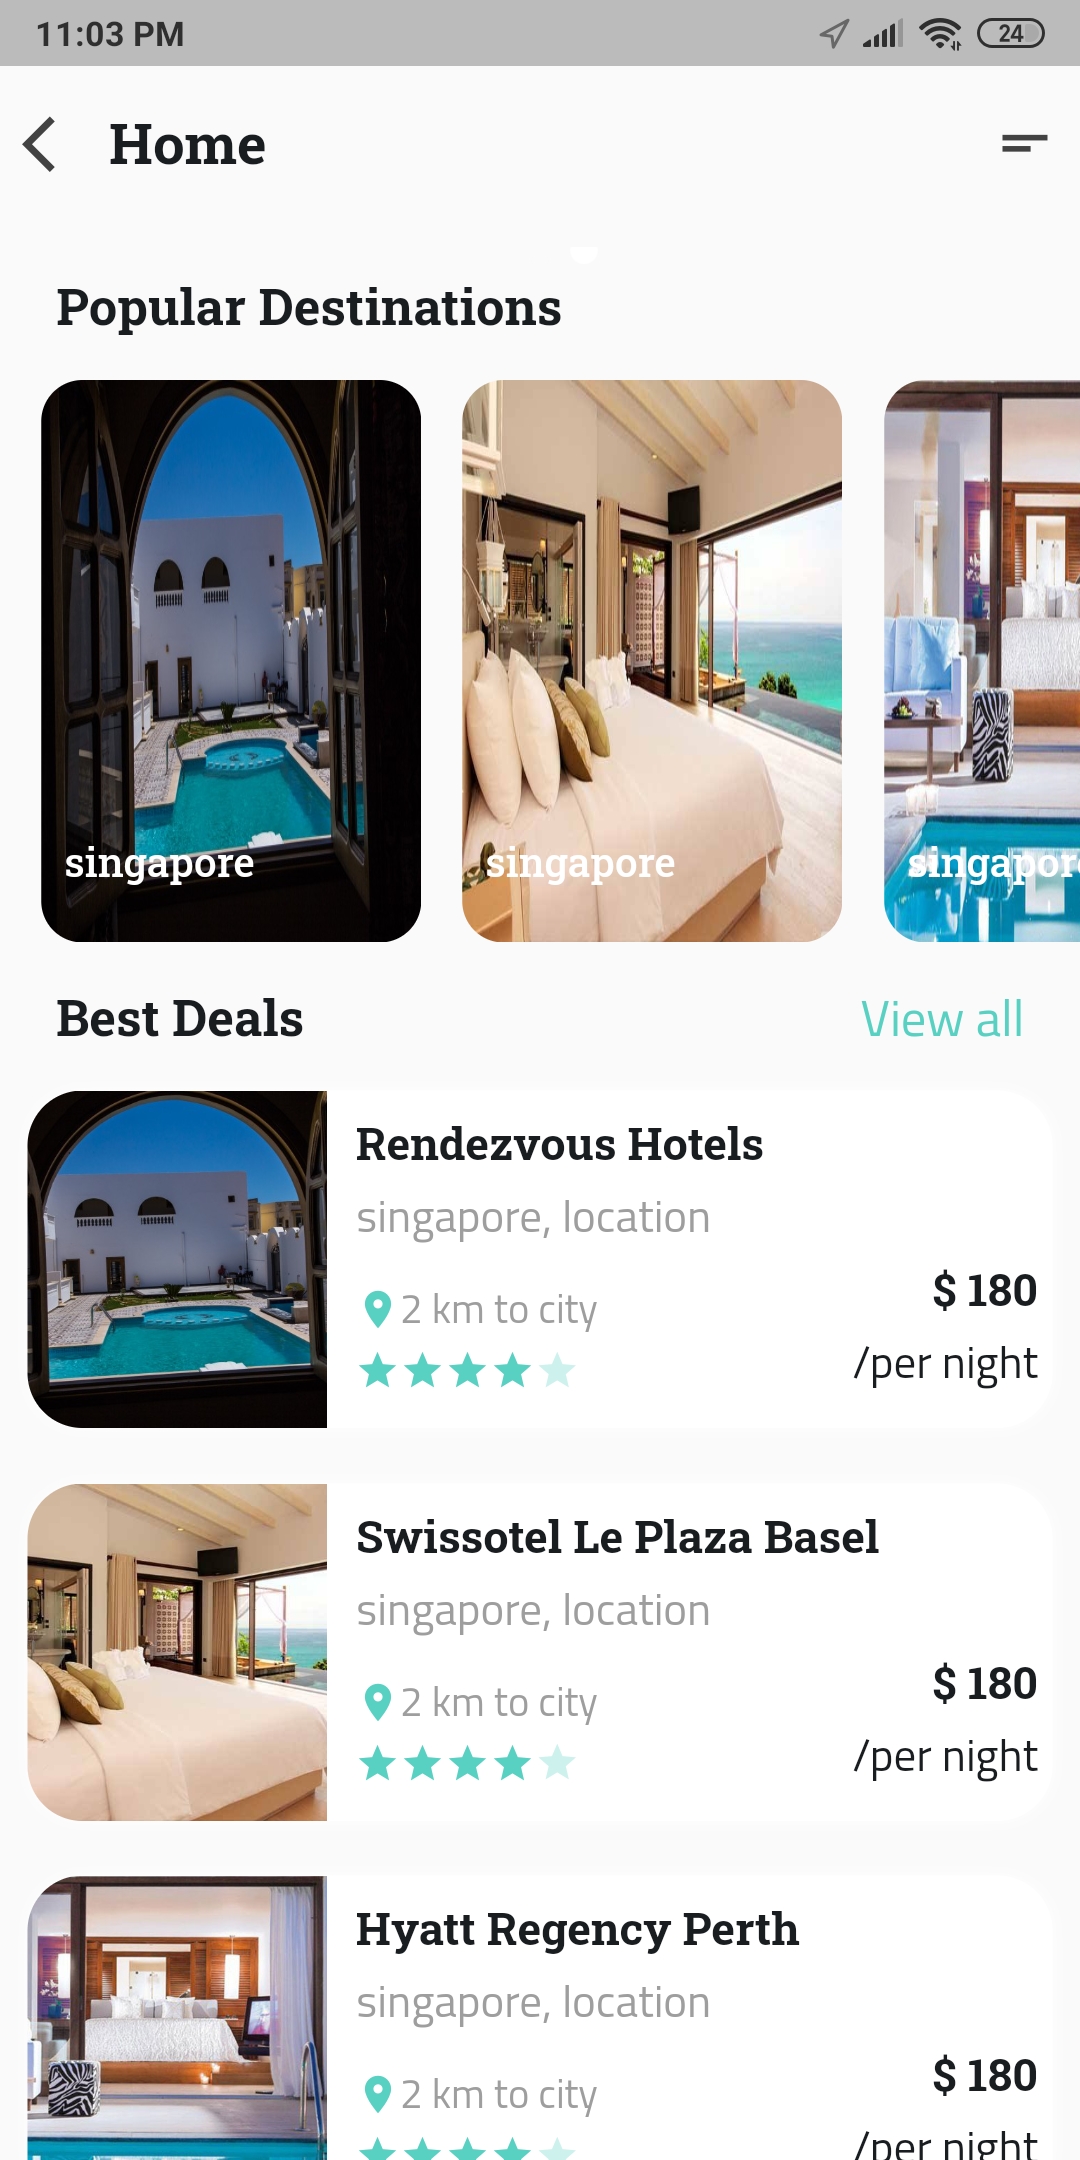 11:03 PM
24
Home
Popular Destinations
singapore
singapore
singapore
Best Deals
View all
Rendezvous Hotels
singapore, location
2 km to city
$ 180
/per night
Swissotel Le Plaza Basel
singapore, location
2 km to city
$ 180
/per night
Hyatt Regency Perth
singapore, location
2 km to city
$ 180
/per night